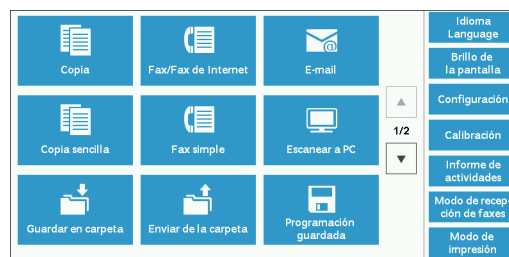 Copia
Fax/Fax de Internet
E-mail
Copia sencilla
Fax simple
Escanear a PC
Guardar en carpeta
Enviar de la carpeta
Programación
guardada
1/2
Idioma
Language
Brillo de
la pantalla
Configuración
Calibración
Informe de
actividades
Modo de recep-
ción de faxes
Modo de
impresión